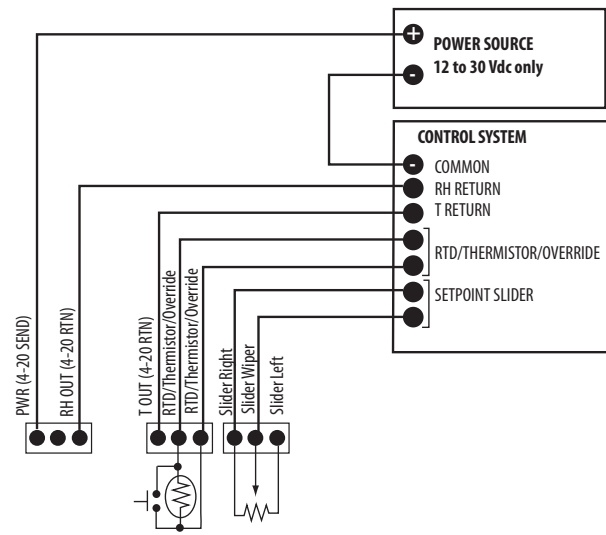 +
POWER SOURCE
12 to 30 Vdc only
-
CONTROL SYSTEM
-
COMMON
RH RETURN
T RETURN
RTD/THERMISTOR/OVERRIDE
SETPOINT SLIDER
PWR (4-20 SEND)
RH OUT (4-20 RTN)
T OUT (4-20 RTN)
RTD/Thermistor/Override
RTD/Thermistor/Override
Slider Right
Slider Wiper
Slider Left